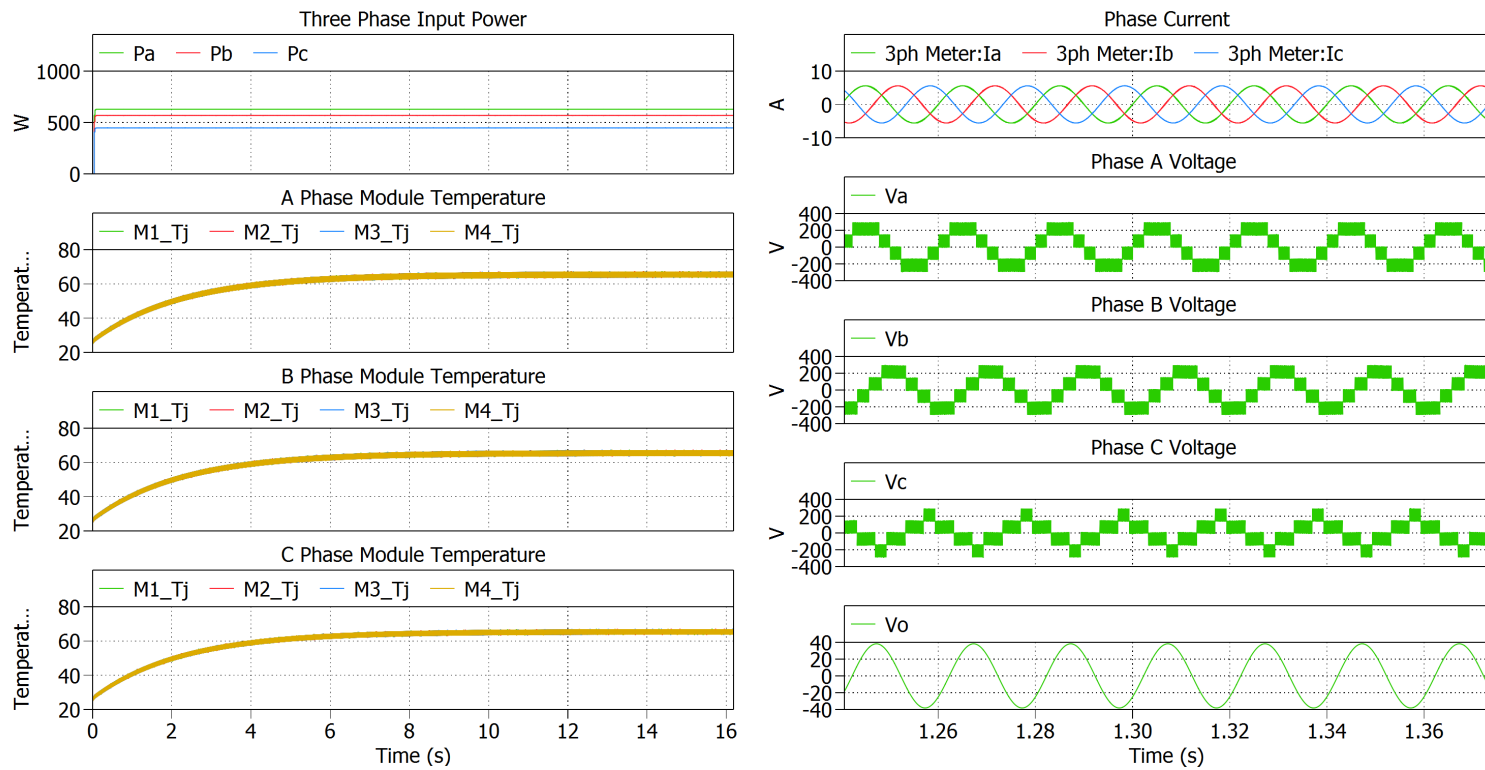 Three Phase Input Power
Pa Pb Pc
1000
500
0
W
A Phase Module Temperature
M1_Tj M2_Tj M3_Tj M4_Tj
80
60
40
20
Temperat...
B Phase Module Temperature
M1_Tj M2_Tj M3_Tj M4_Tj
80
60
40
20
Temperat...
C Phase Module Temperature
M1_Tj M2_Tj M3_Tj M4_Tj
80
60
40
20
Temperat...
0 2 4 6 8 10 12 14 16
Time (s)
Phase Current
3ph Meter:Ia 3ph Meter:Ib 3ph Meter:Ic
10
0
-10
A
Phase A Voltage
Va
400
200
0
-200
-400
V
Phase B Voltage
Vb
400
200
0
-200
-400
V
Phase C Voltage
Vc
400
200
0
-200
-400
V
Vo
40
20
0
-20
-40
1.26 1.28 1.30 1.32 1.34 1.36
Time (s)